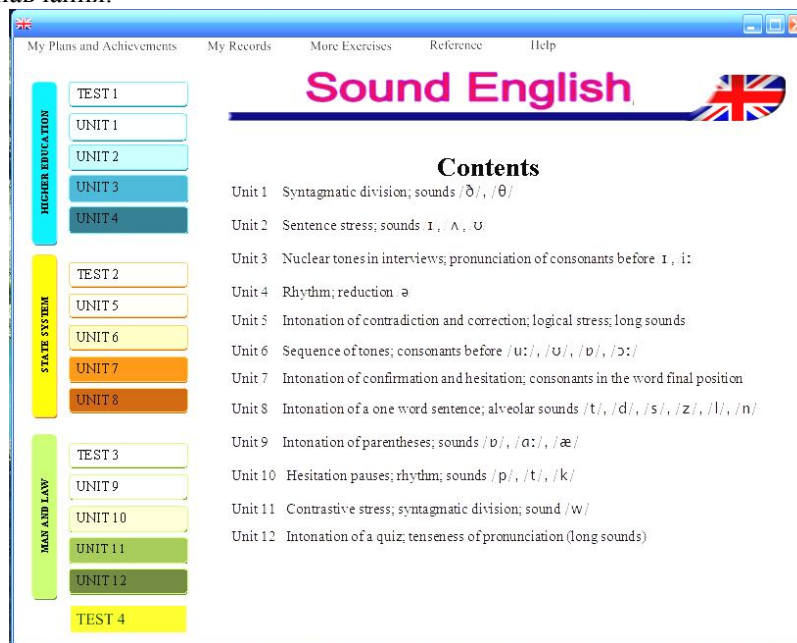 My Plans and Achievements My Records More Exercises Reference Help
Sound English
HIGHER EDUCATION
TEST 1
UNIT 1
UNIT 2
UNIT 3
UNIT 4
STATE SYSTEM
TEST 2
UNIT 5
UNIT 6
UNIT 7
UNIT 8
MAN AND LAW
TEST 3
UNIT 9
UNIT 10
UNIT 11
UNIT 12
TEST 4
Contents
Unit 1 Syntagmatic division; sounds /ð/, /θ/
Unit 2 Sentence stress; sounds /ɪ/, /ʌ/, /ʊ/
Unit 3 Nuclear tones in interviews; pronunciation of consonants before ɪ, iː
Unit 4 Rhythm; reduction ə
Unit 5 Intonation of contradiction and correction; logical stress; long sounds
Unit 6 Sequence of tones; consonants before /uː/, /ʊ/, /ɒ/, /ɔː/
Unit 7 Intonation of confirmation and hesitation; consonants in the word final position
Unit 8 Intonation of a one word sentence; alveolar sounds /t/, /d/, /s/, /z/, /l/, /n/
Unit 9 Intonation of parentheses; sounds /ɒ/, /ɑː/, /æ/
Unit 10 Hesitation pauses; rhythm; sounds /p/, /t/, /k/
Unit 11 Contrastive stress; syntagmatic division; sound /w/
Unit 12 Intonation of a quiz; tenseness of pronunciation (long sounds)